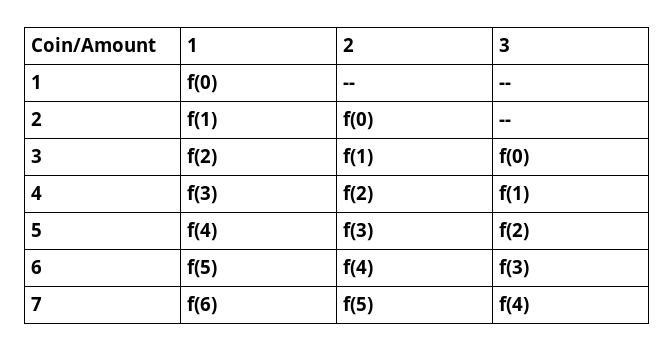 Coin/Amount 1 2 3
1 f(0) -- --
2 f(1) f(0) --
3 f(2) f(1) f(0)
4 f(3) f(2) f(1)
5 f(4) f(3) f(2)
6 f(5) f(4) f(3)
7 f(6) f(5) f(4)